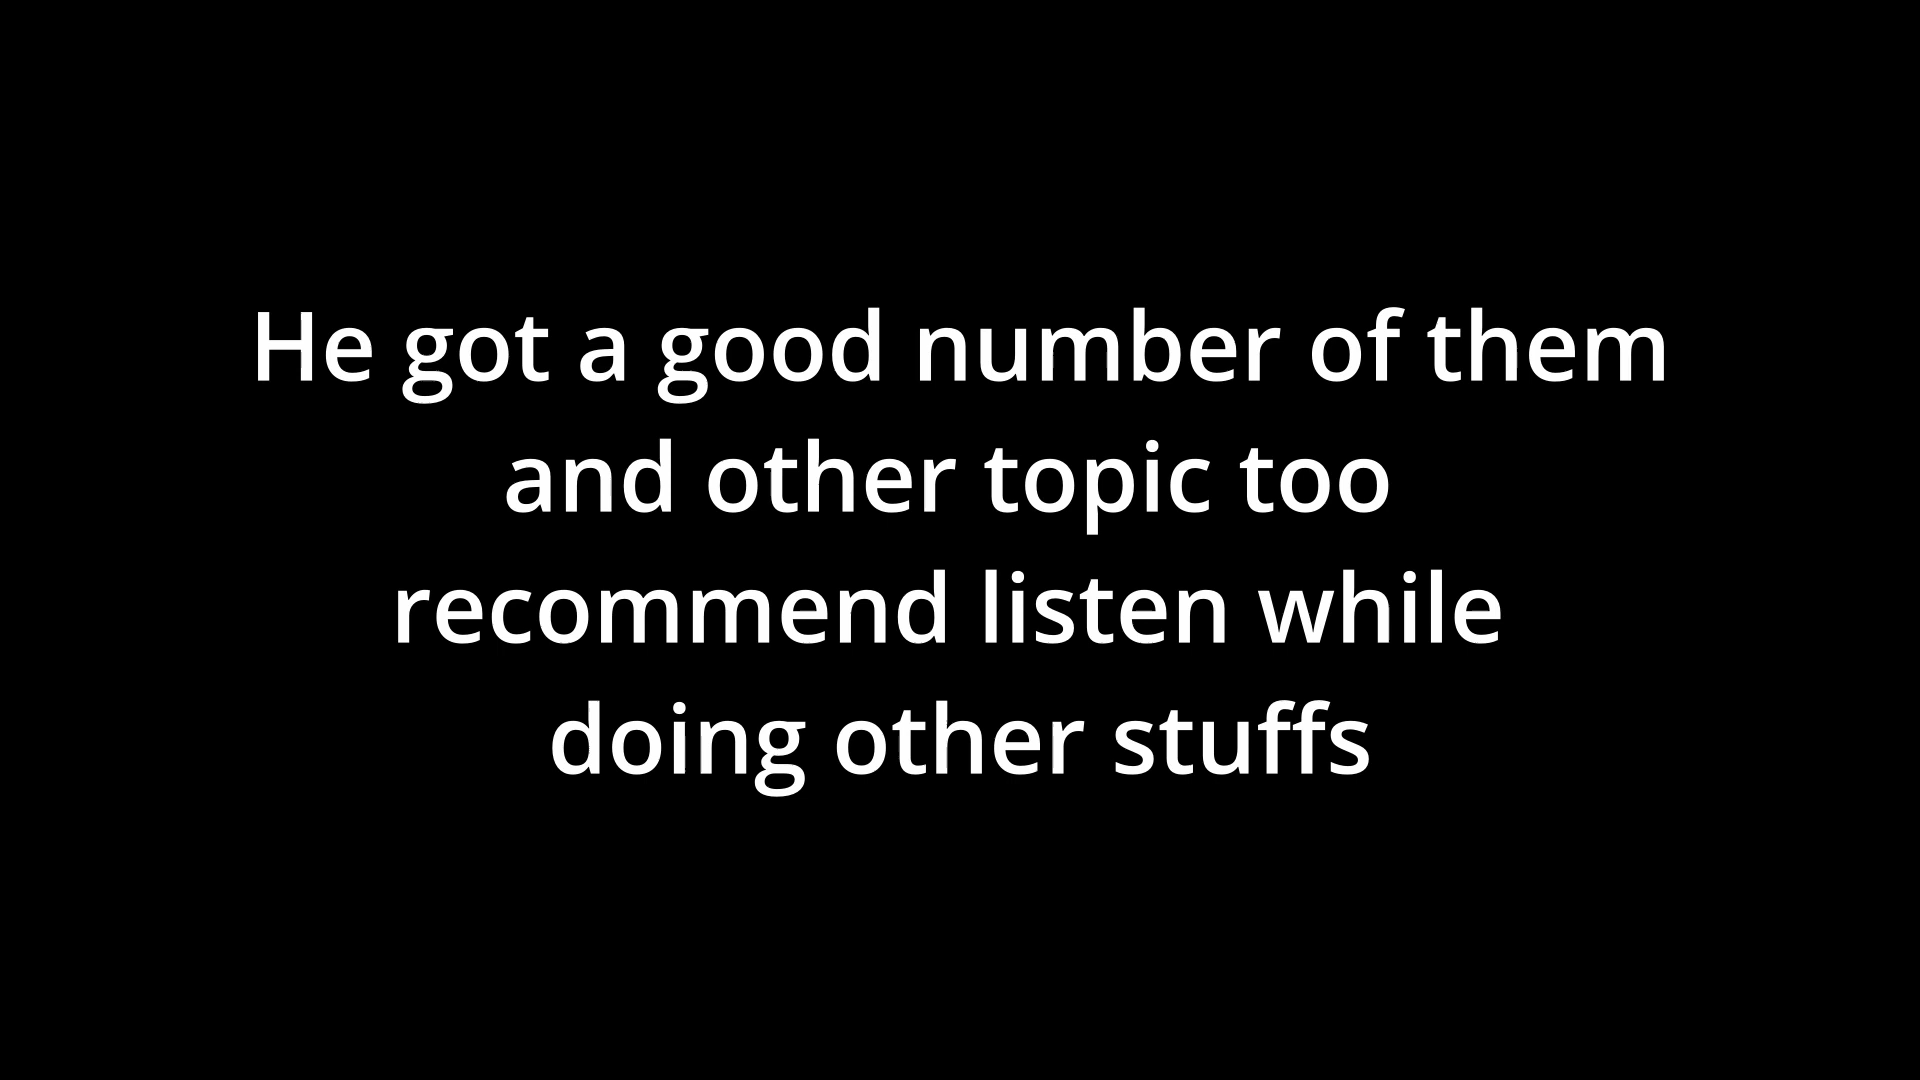 He got a good number of them
and other topic too
recommend listen while
doing other stuffs